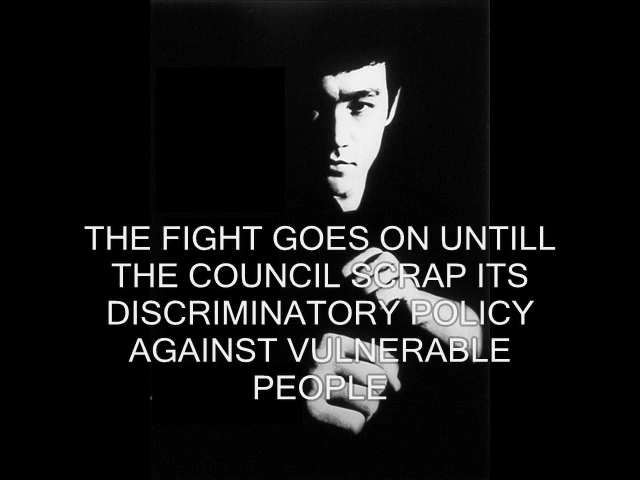 THE FIGHT GOES ON UNTILL
THE COUNCIL SCRAP ITS
DISCRIMINATORY POLICY
AGAINST VULNERABLE
PEOPLE